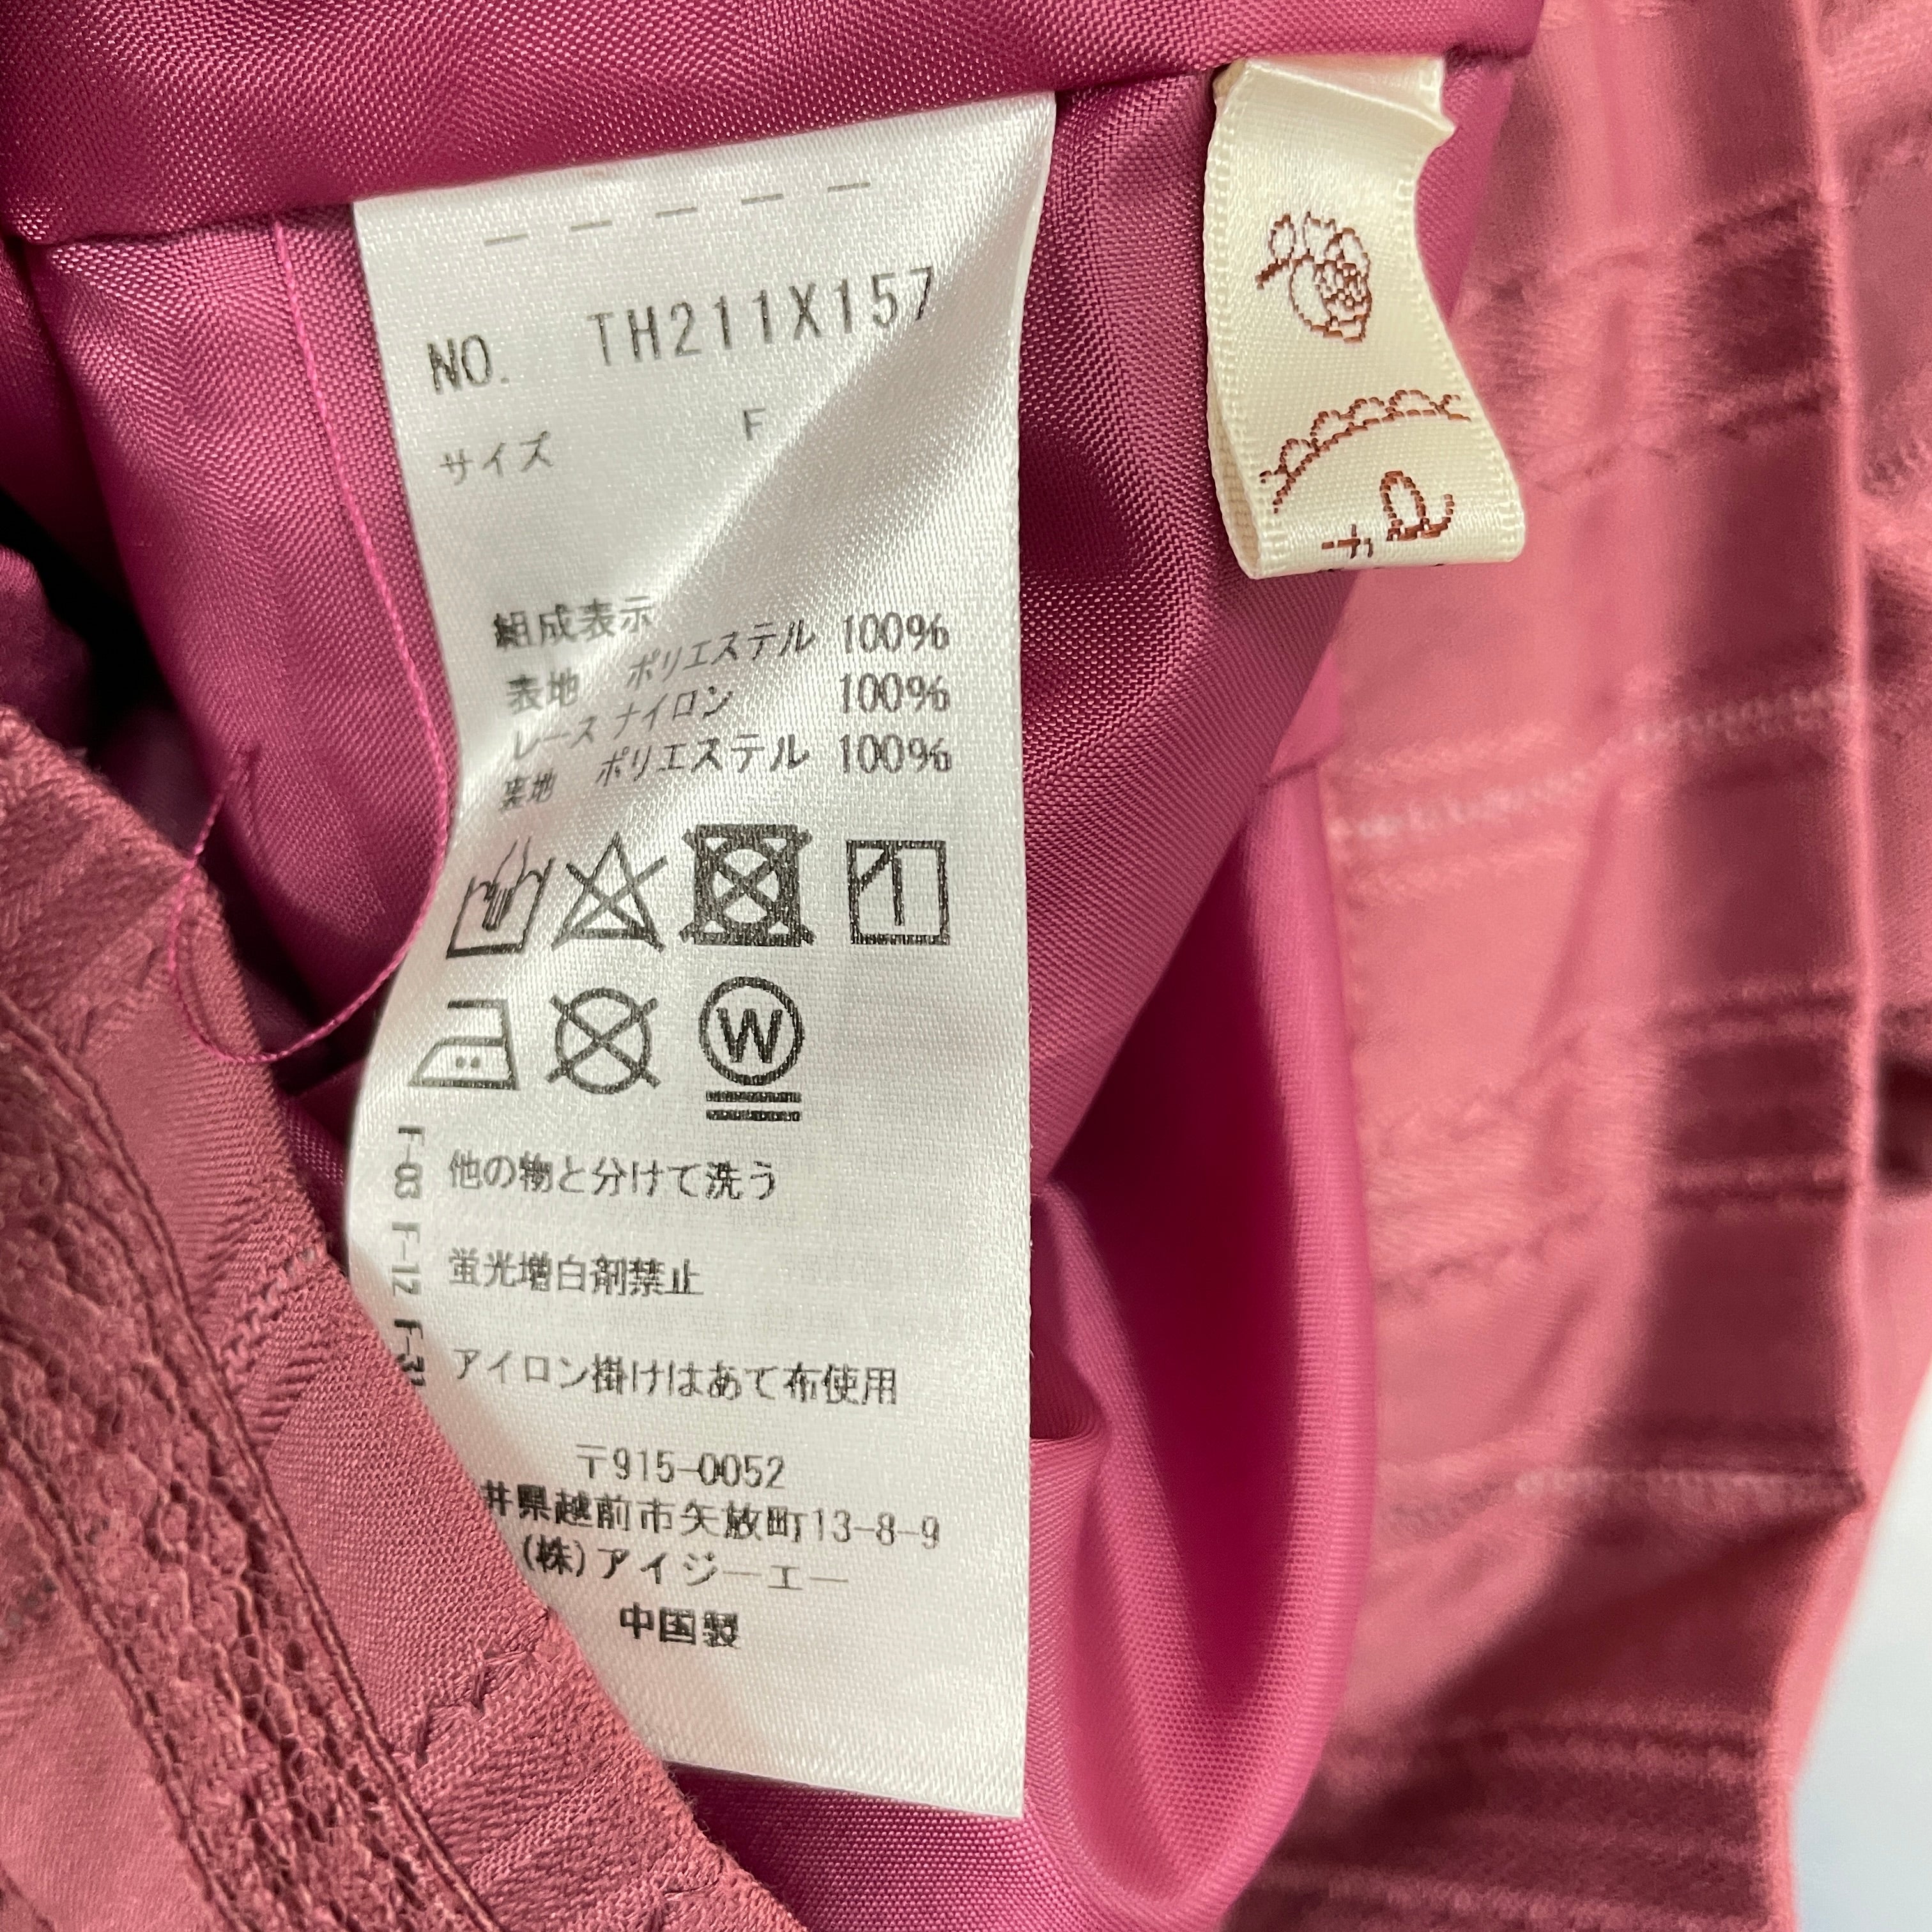 NO. TH211X157
サイズ F
組成表示
表地 ポリエステル 100%
レース ナイロン 100%
裏地 ポリエステル 100%
W
他の物と分けて洗う
蛍光増白剤禁止
アイロン掛けはあて布使用
F-03 F-12
〒915-0052
井県越前市矢放町13-8-9
(株)アイジーエー
中国製